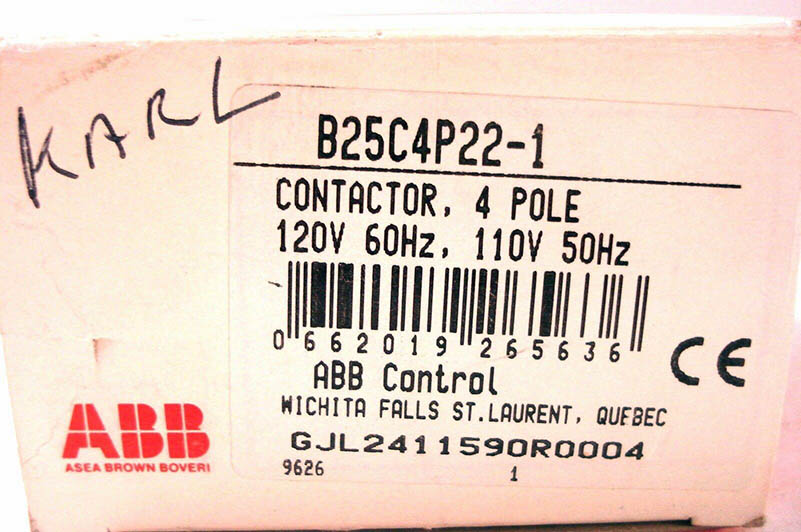 KARL
B25C4P22-1
CONTACTOR, 4 POLE
120V 60Hz, 110V 50Hz
0 662019 265636
ABB Control
WICHITA FALLS ST.LAURENT, QUEBEC
GJL2411590R0004
9626 1
CE
ABB
ASEA BROWN BOVERI